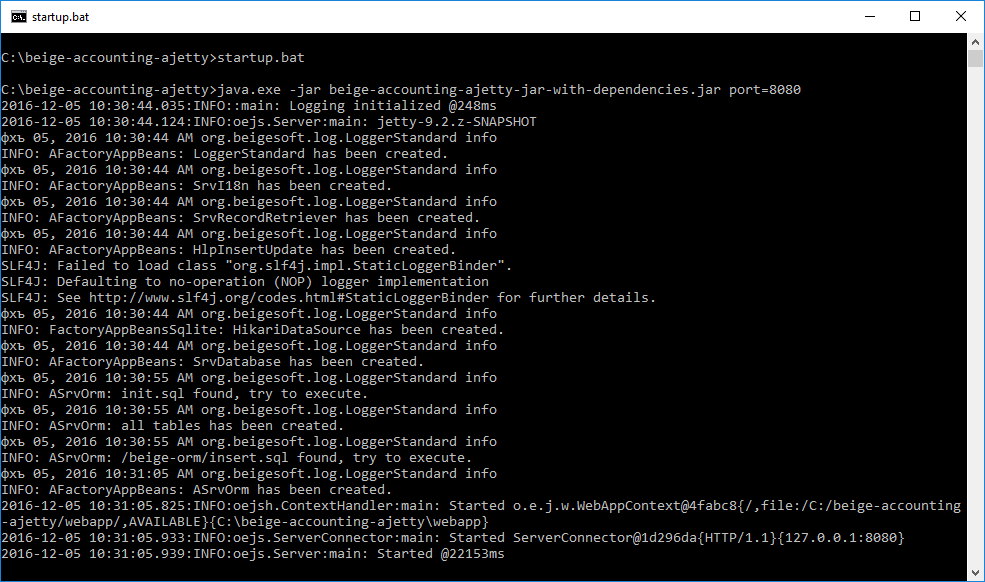 startup.bat
C:\beige-accounting-ajetty>startup.bat
C:\beige-accounting-ajetty>java.exe -jar beige-accounting-ajetty-jar-with-dependencies.jar port=8080
2016-12-05 10:30:44.035:INFO::main: Logging initialized @248ms
2016-12-05 10:30:44.124:INFO:oejs.Server:main: jetty-9.2.z-SNAPSHOT
фхъ 05, 2016 10:30:44 AM org.beigesoft.log.LoggerStandard info
INFO: AFactoryAppBeans: LoggerStandard has been created.
фхъ 05, 2016 10:30:44 AM org.beigesoft.log.LoggerStandard info
INFO: AFactoryAppBeans: SrvI18n has been created.
фхъ 05, 2016 10:30:44 AM org.beigesoft.log.LoggerStandard info
INFO: AFactoryAppBeans: SrvRecordRetriever has been created.
фхъ 05, 2016 10:30:44 AM org.beigesoft.log.LoggerStandard info
INFO: AFactoryAppBeans: HlpInsertUpdate has been created.
SLF4J: Failed to load class "org.slf4j.impl.StaticLoggerBinder".
SLF4J: Defaulting to no-operation (NOP) logger implementation
SLF4J: See http://www.slf4j.org/codes.html#StaticLoggerBinder for further details.
фхъ 05, 2016 10:30:44 AM org.beigesoft.log.LoggerStandard info
INFO: FactoryAppBeansSqlite: HikariDataSource has been created.
фхъ 05, 2016 10:30:44 AM org.beigesoft.log.LoggerStandard info
INFO: AFactoryAppBeans: SrvDatabase has been created.
фхъ 05, 2016 10:30:55 AM org.beigesoft.log.LoggerStandard info
INFO: ASrvOrm: init.sql found, try to execute.
фхъ 05, 2016 10:30:55 AM org.beigesoft.log.LoggerStandard info
INFO: ASrvOrm: all tables has been created.
фхъ 05, 2016 10:30:55 AM org.beigesoft.log.LoggerStandard info
INFO: ASrvOrm: /beige-orm/insert.sql found, try to execute.
фхъ 05, 2016 10:31:05 AM org.beigesoft.log.LoggerStandard info
INFO: AFactoryAppBeans: ASrvOrm has been created.
2016-12-05 10:31:05.825:INFO:oejsh.ContextHandler:main: Started o.e.j.w.WebAppContext@4fabc8{/,file:/C:/beige-accounting
-ajetty/webapp/,AVAILABLE}{C:\beige-accounting-ajetty\webapp}
2016-12-05 10:31:05.933:INFO:oejs.ServerConnector:main: Started ServerConnector@1d296da{HTTP/1.1}{127.0.0.1:8080}
2016-12-05 10:31:05.939:INFO:oejs.Server:main: Started @22153ms